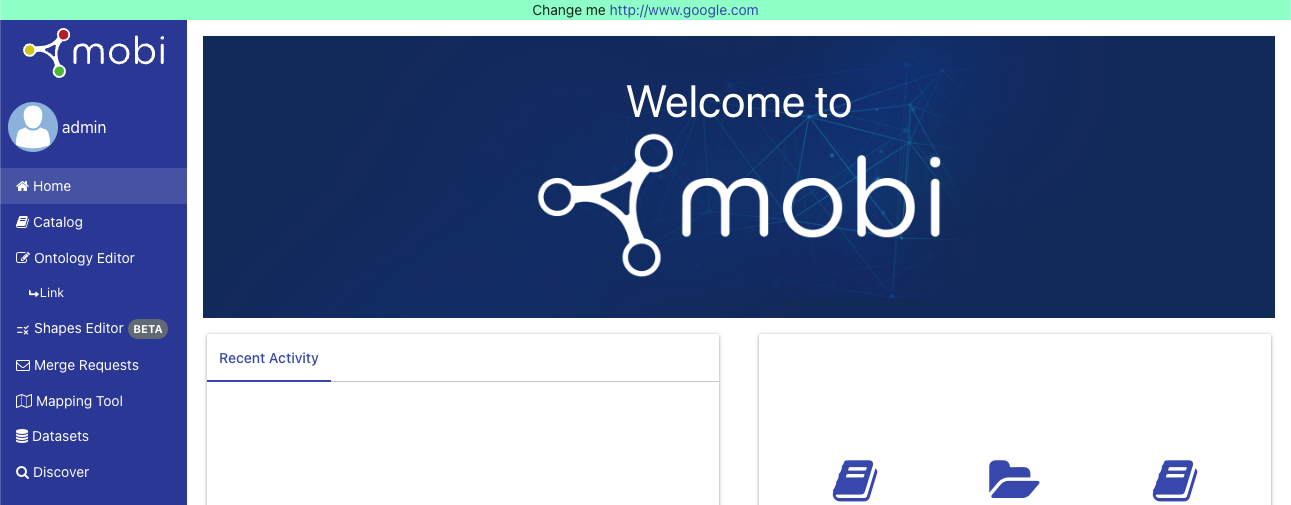 Change me http://www.google.com
mobi
admin
Home
Catalog
Ontology Editor
Link
Shapes Editor BETA
Merge Requests
Mapping Tool
Datasets
Discover
Welcome to
mobi
Recent Activity